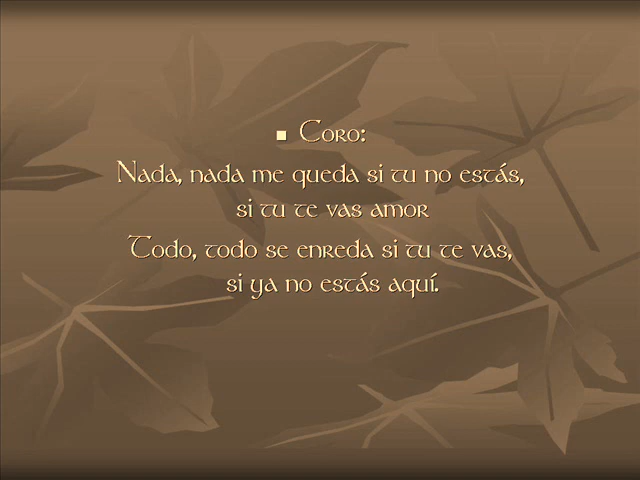 ▪ Coro:
Nada, nada me queda si tu no estás,
si tu te vas amor
Todo, todo se enreda si tu te vas,
si ya no estás aquí.